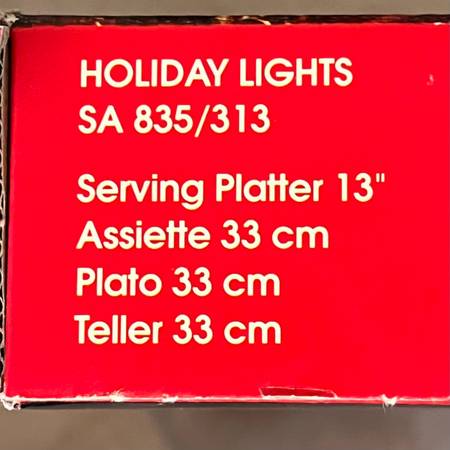 HOLIDAY LIGHTS
SA 835/313
Serving Platter 13"
Assiette 33 cm
Plato 33 cm
Teller 33 cm